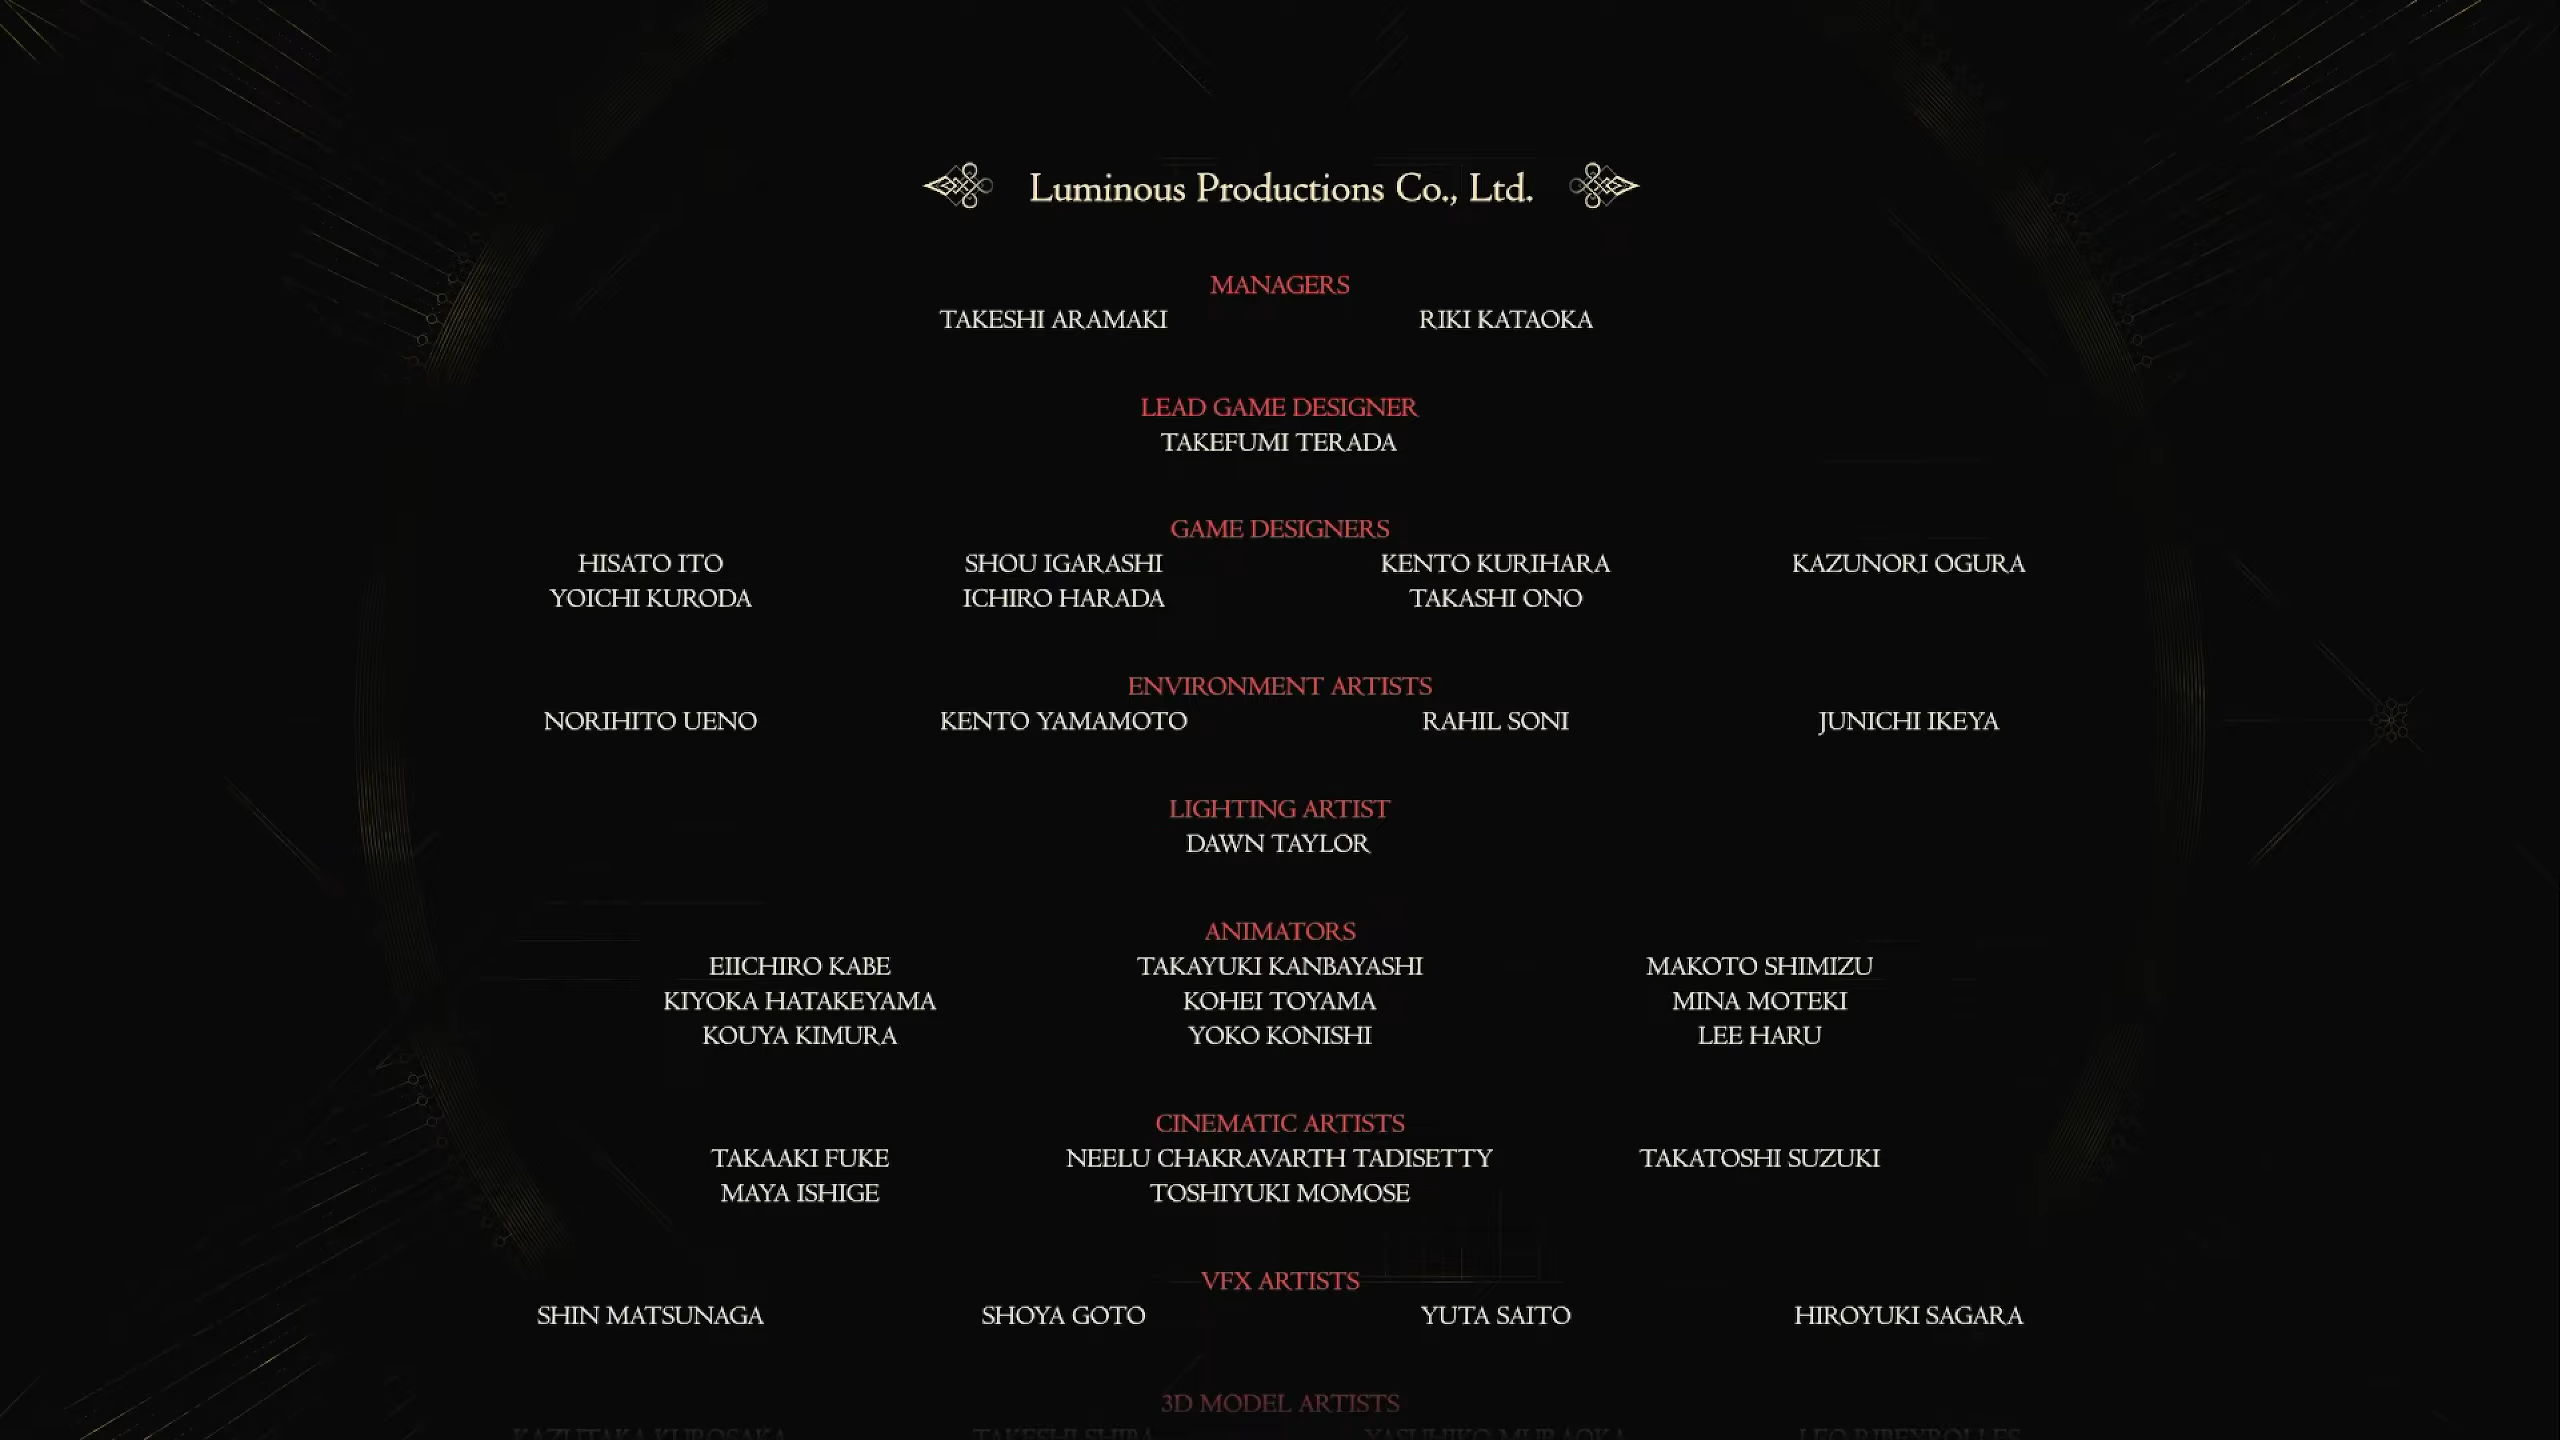 Luminous Productions Co., Ltd.
MANAGERS
TAKESHI ARAMAKI RIKI KATAOKA
LEAD GAME DESIGNER
TAKEFUMI TERADA
GAME DESIGNERS
HISATO ITO SHOU IGARASHI KENTO KURIHARA KAZUNORI OGURA
YOICHI KURODA ICHIRO HARADA TAKASHI ONO
ENVIRONMENT ARTISTS
NORIHITO UENO KENTO YAMAMOTO RAHIL SONI JUNICHI IKEYA
LIGHTING ARTIST
DAWN TAYLOR
ANIMATORS
EIICHIRO KABE TAKAYUKI KANBAYASHI MAKOTO SHIMIZU
KIYOKA HATAKEYAMA KOHEI TOYAMA MINA MOTEKI
KOUYA KIMURA YOKO KONISHI LEE HARU
CINEMATIC ARTISTS
TAKAAKI FUKE NEELU CHAKRAVARTH TADISETTY TAKATOSHI SUZUKI
MAYA ISHIGE TOSHIYUKI MOMOSE
VFX ARTISTS
SHIN MATSUNAGA SHOYA GOTO YUTA SAITO HIROYUKI SAGARA
3D MODEL ARTISTS